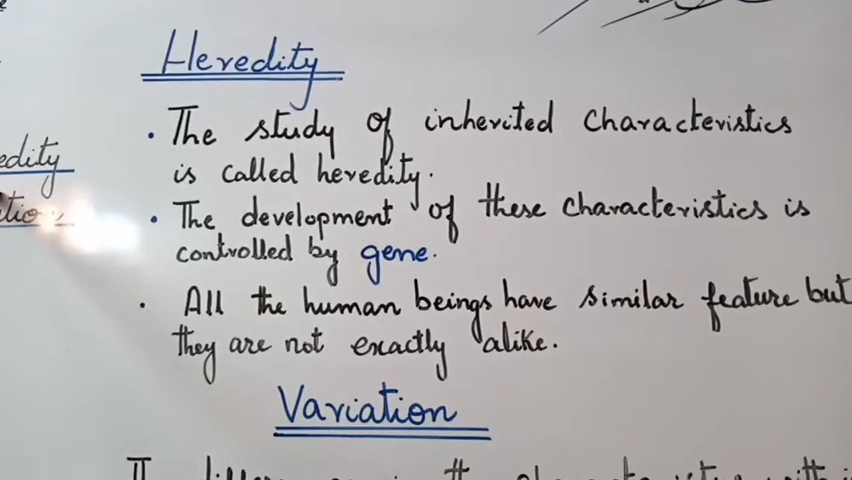 Heredity
• The study of inherited characteristics
is called heredity.
• The development of these characteristics is
controlled by gene.
• All the human beings have similar feature but
they are not exactly alike.
Variation